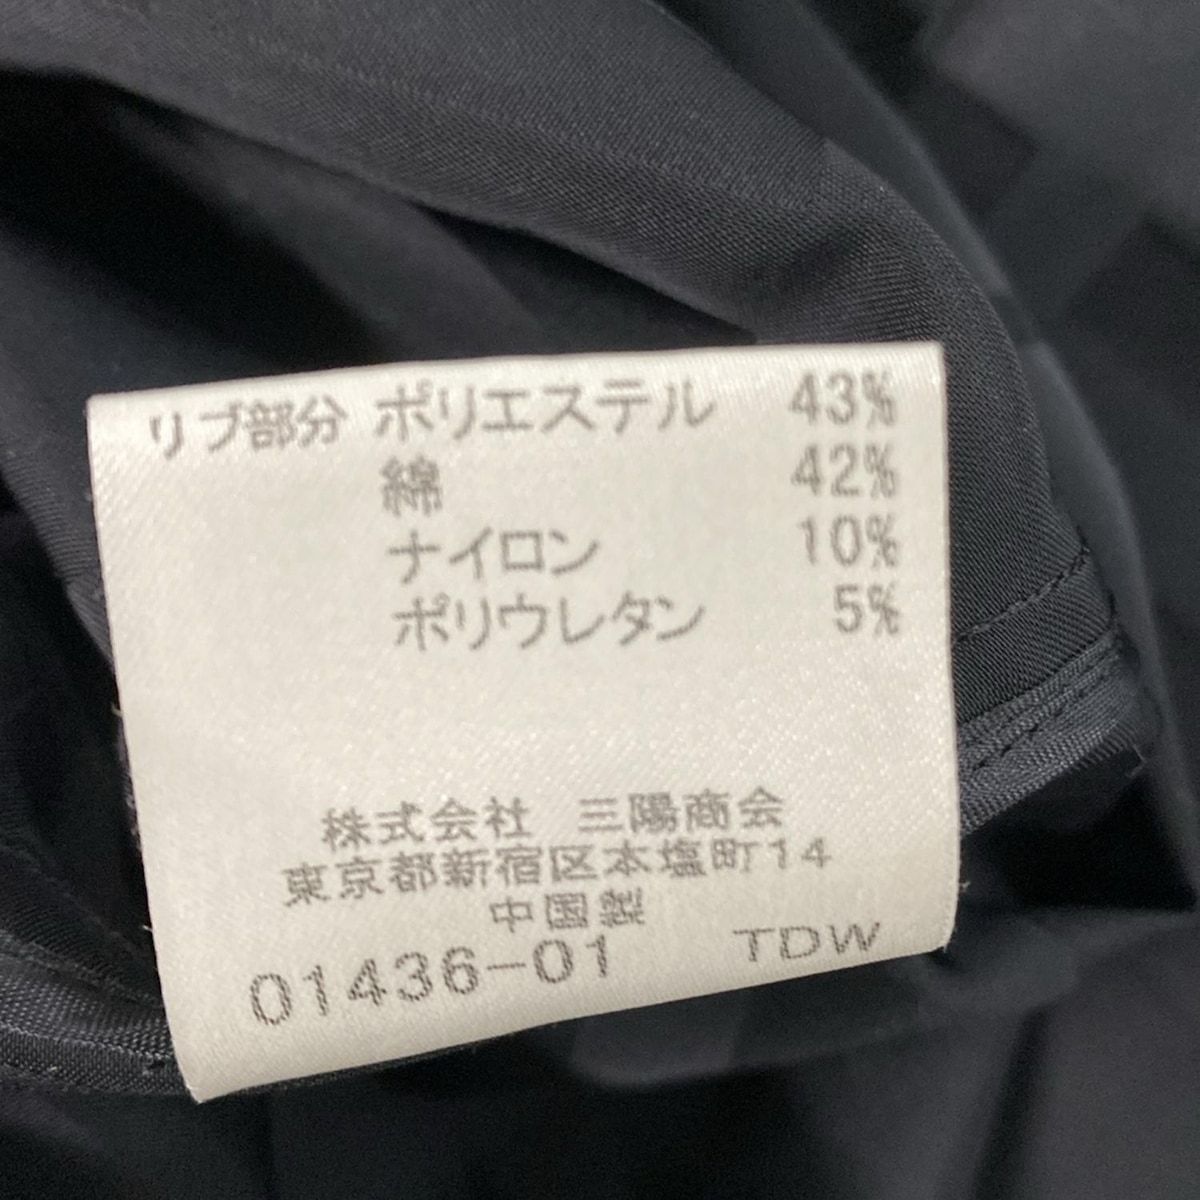 リブ部分 ポリエステル 43%
綿 42%
ナイロン 10%
ポリウレタン 5%
株式会社 三陽商会
東京都新宿区本塩町14
中国製
01436-01 TDW